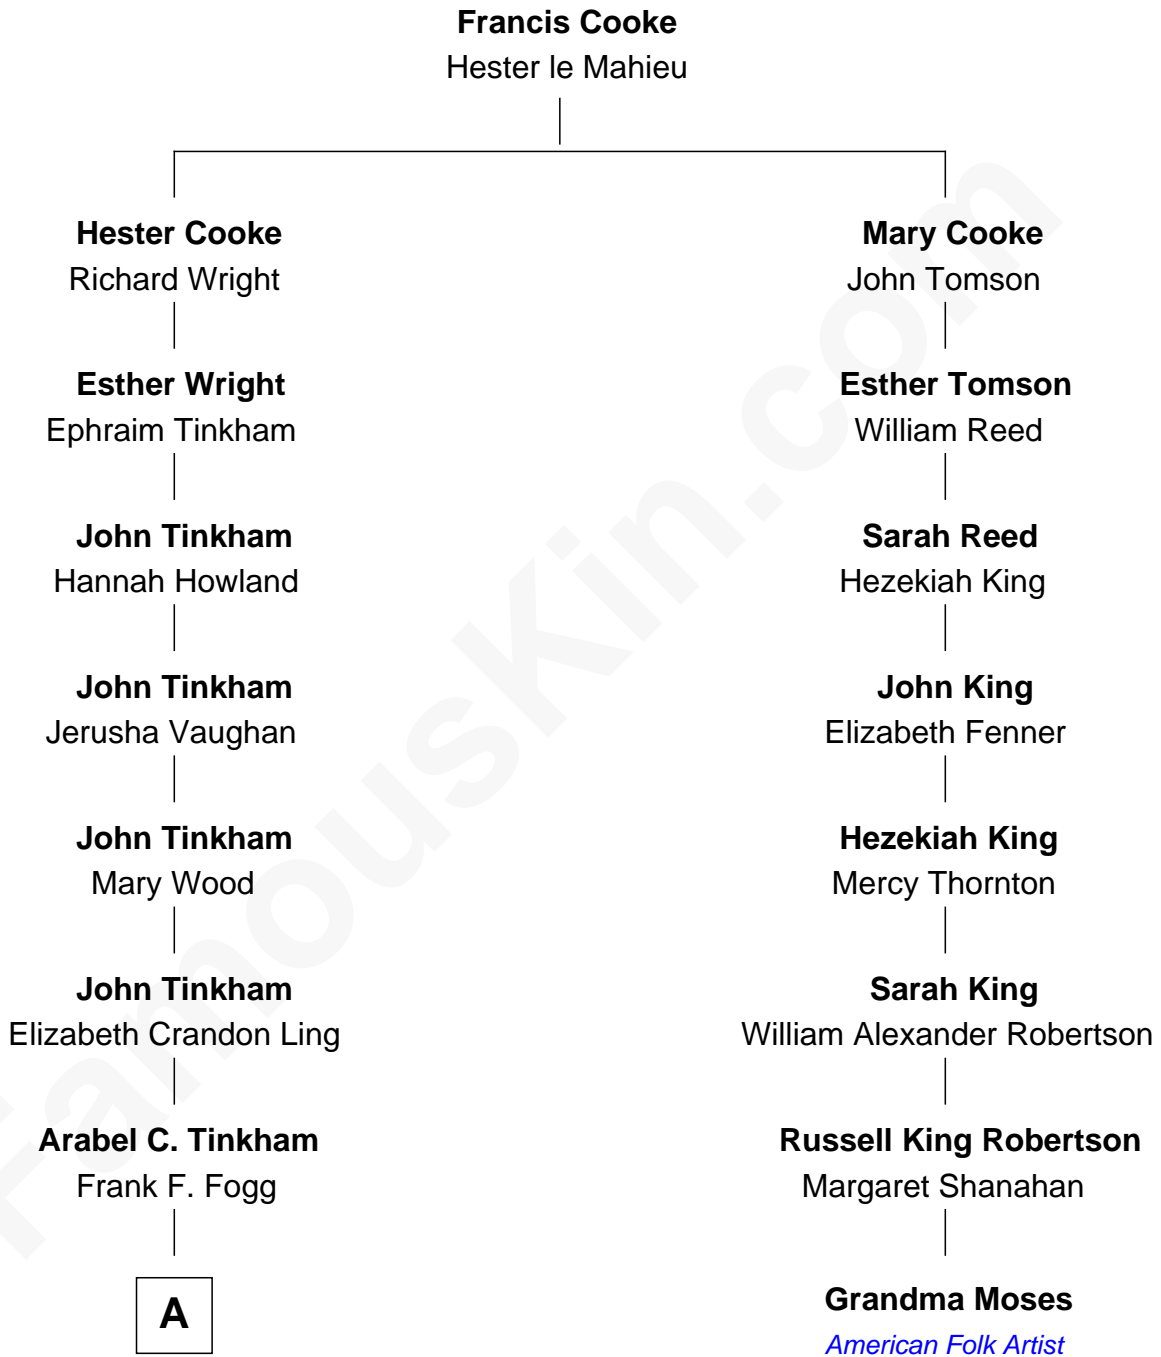 Francis Cooke
Hester le Mahieu
Hester Cooke
Richard Wright
Mary Cooke
John Tomson
Esther Wright
Ephraim Tinkham
Esther Tomson
William Reed
John Tinkham
Hannah Howland
Sarah Reed
Hezekiah King
John Tinkham
Jerusha Vaughan
John King
Elizabeth Fenner
John Tinkham
Mary Wood
Hezekiah King
Mercy Thornton
John Tinkham
Elizabeth Crandon Ling
Sarah King
William Alexander Robertson
Arabel C. Tinkham
Frank F. Fogg
Russell King Robertson
Margaret Shanahan
A
Grandma Moses
American Folk Artist
FamousKin.com